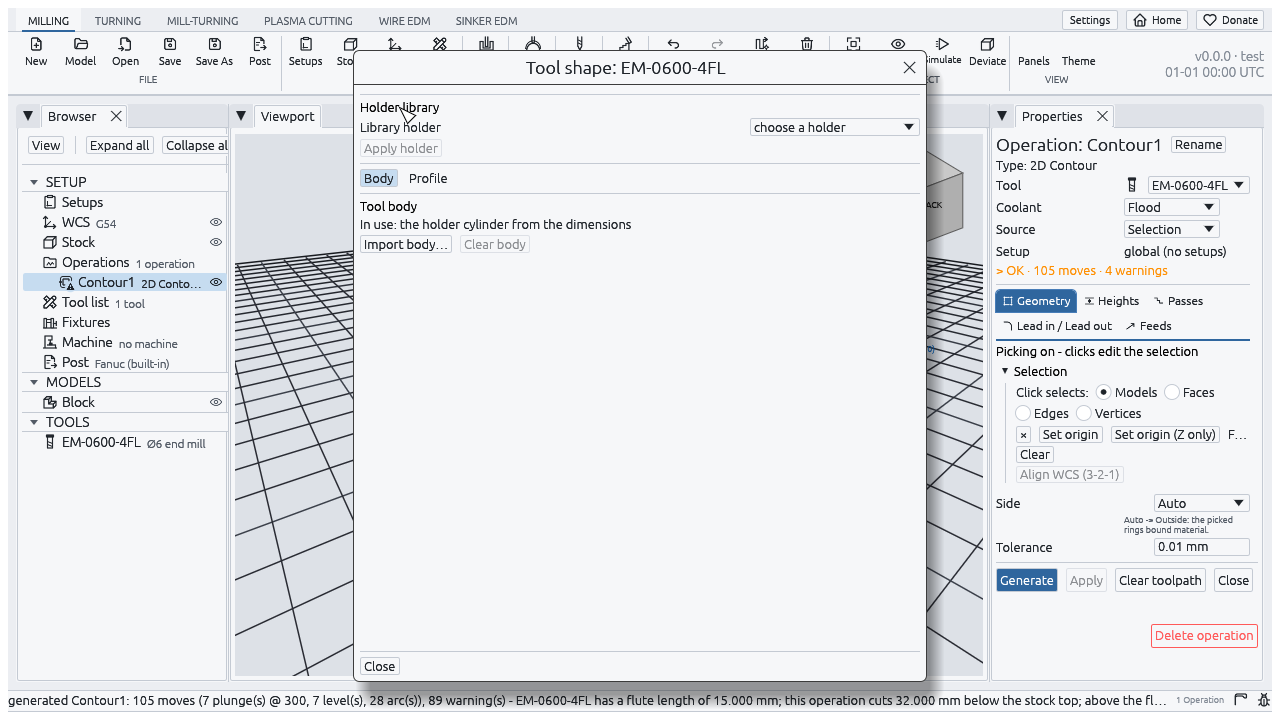 MILLING TURNING MILL-TURNING PLASMA CUTTING WIRE EDM SINKER EDM Settings Home Donate
New Model Open Save Save As Post Setups Panels Theme
Simulate Deviate
FILE VIEW
v0.0.0 · test
01-01 00:00 UTC
Tool shape: EM-0600-4FL
Holder library
Library holder choose a holder
Apply holder
Body Profile
Tool body
In use: the holder cylinder from the dimensions
Import body... Clear body
Close
Browser
View Expand all Collapse al
SETUP
Setups
WCS G54
Stock
Operations 1 operation
Contour1 2D Conto...
Tool list 1 tool
Fixtures
Machine no machine
Post Fanuc (built-in)
MODELS
Block
TOOLS
EM-0600-4FL Ø6 end mill
Viewport
Properties
Operation: Contour1 Rename
Type: 2D Contour
Tool EM-0600-4FL
Coolant Flood
Source Selection
Setup global (no setups)
> OK · 105 moves · 4 warnings
Geometry Heights Passes
Lead in / Lead out Feeds
Picking on - clicks edit the selection
Selection
Click selects: Models Faces
Edges Vertices
× Set origin Set origin (Z only) F...
Clear
Align WCS (3-2-1)
Side Auto
Auto -> Outside: the picked
rings bound material.
Tolerance 0.01 mm
Generate Apply Clear toolpath Close
Delete operation
generated Contour1: 105 moves (7 plunge(s) @ 300, 7 level(s), 28 arc(s)), 89 warning(s) - EM-0600-4FL has a flute length of 15.000 mm; this operation cuts 32.000 mm below the stock top; above the fl... 1 Operation